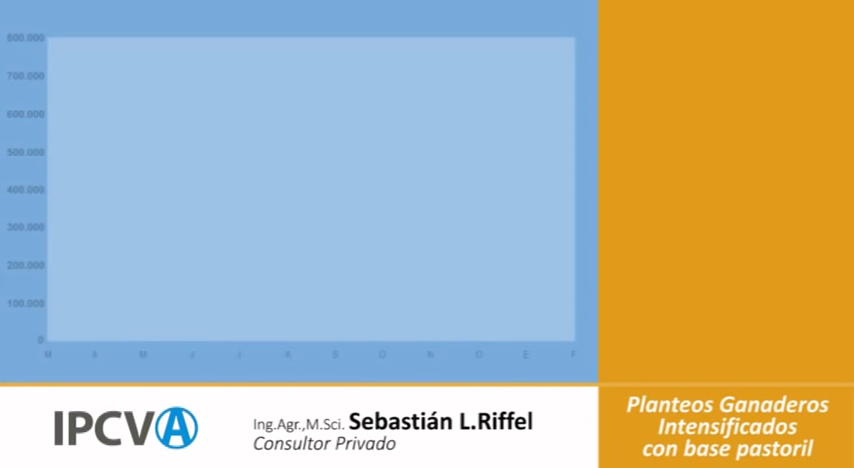 800.000
700.000
600.000
500.000
400.000
300.000
200.000
100.000
0
M A M J J A S O N D E F
IPCVA
Ing.Agr.,M.Sci. Sebastián L.Riffel
Consultor Privado
Planteos Ganaderos
Intensificados
con base pastoril